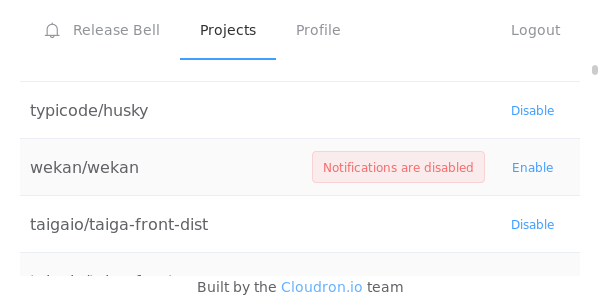 Release Bell Projects Profile Logout
typicode/husky Disable
wekan/wekan Notifications are disabled Enable
taigaio/taiga-front-dist Disable
Built by the Cloudron.io team